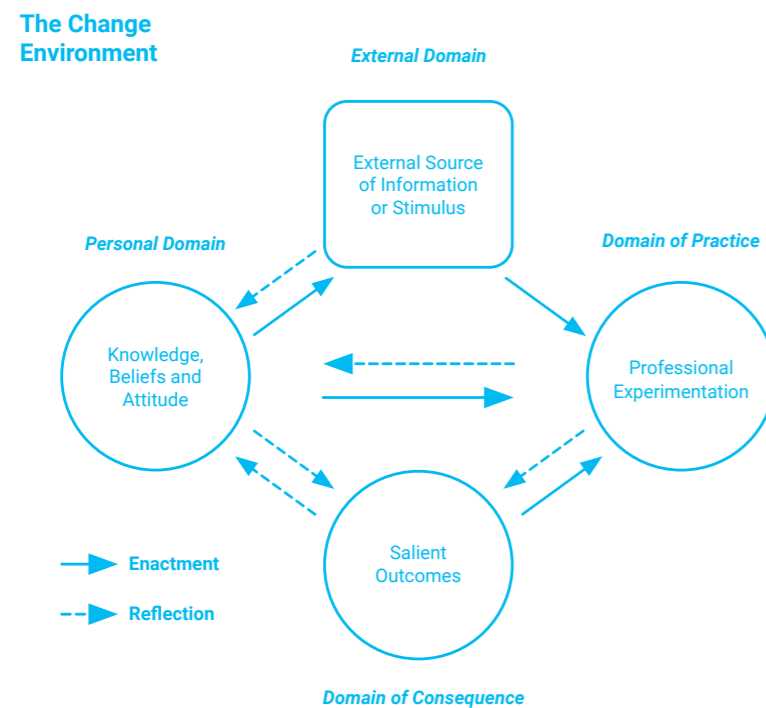 The Change
Environment
External Domain
External Source
of Information
or Stimulus
Personal Domain
Domain of Practice
Knowledge,
Beliefs and
Attitude
Professional
Experimentation
Salient
Outcomes
Enactment
Reflection
Domain of Consequence